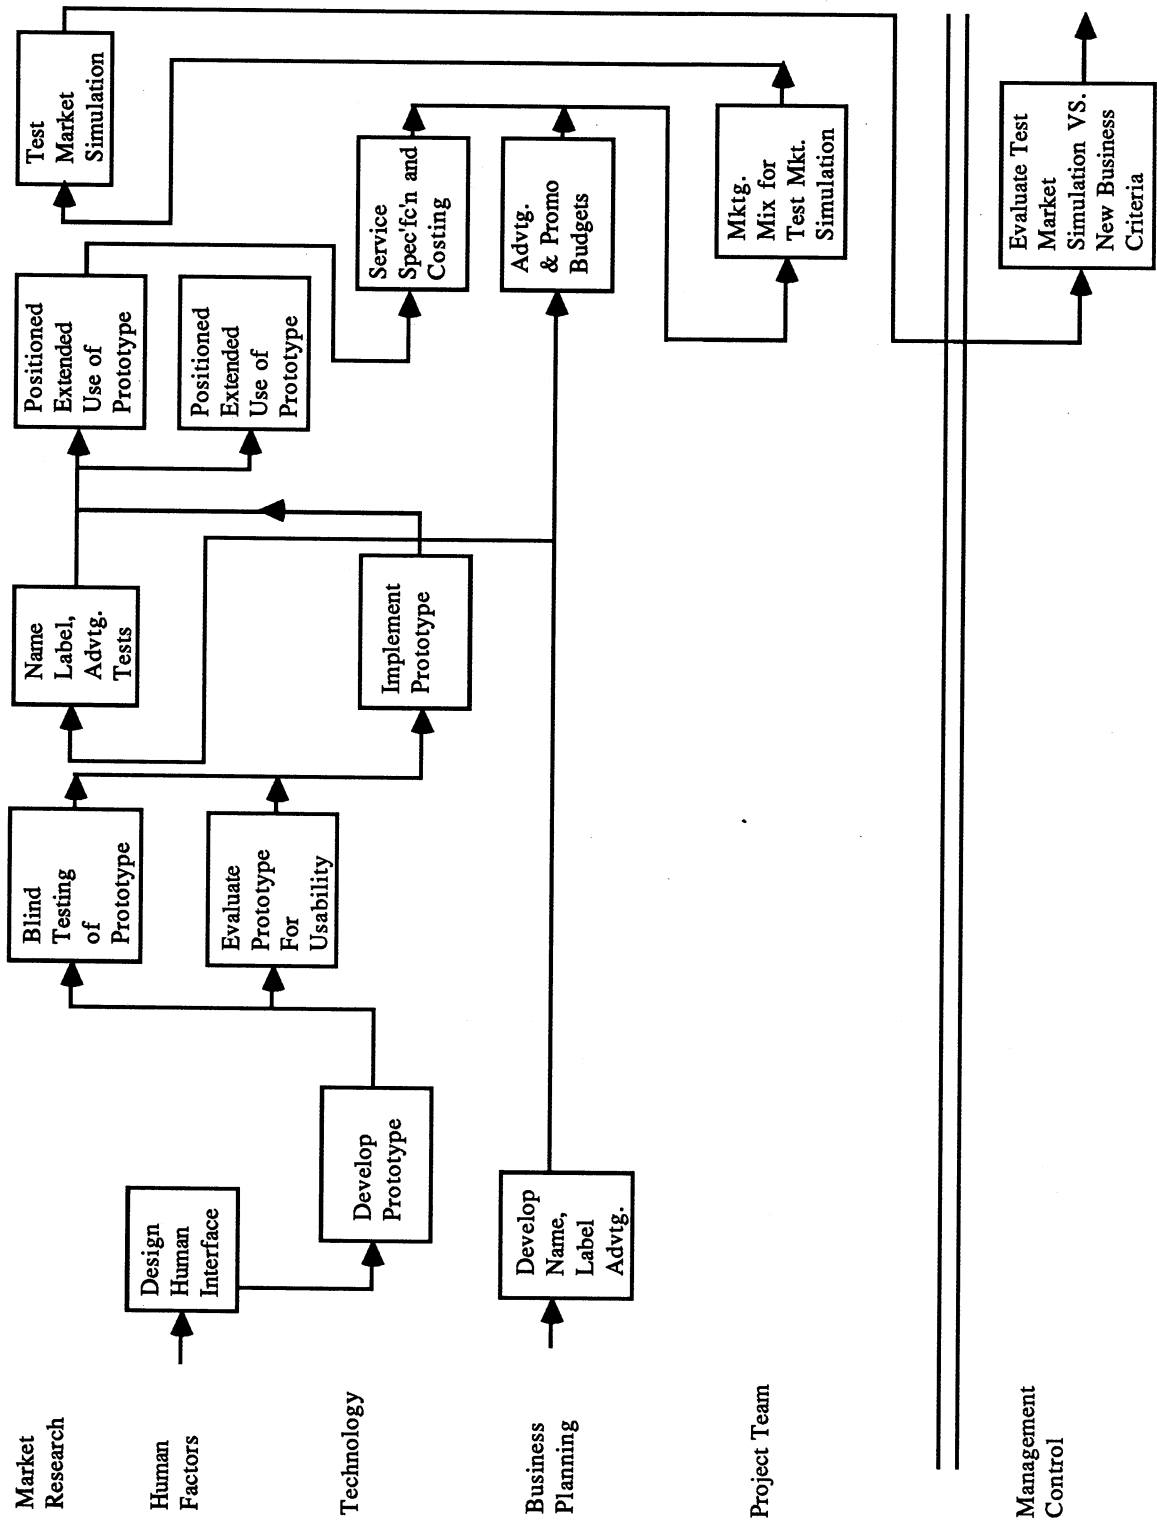 Market
Research
Human
Factors
Technology
Business
Planning
Project Team
Management
Control
Design
Human
Interface
Develop
Prototype
Develop
Name,
Label
Advtg.
Blind
Testing
of
Prototype
Evaluate
Prototype
For
Usability
Name
Label,
Advtg.
Tests
Implement
Prototype
Positioned
Extended
Use of
Prototype
Positioned
Extended
Use of
Prototype
Service
Spec'fc'n and
Costing
Advtg.
& Promo
Budgets
Mktg.
Mix for
Test Mkt.
Simulation
Test
Market
Simulation
Evaluate Test
Market
Simulation VS.
New Business
Criteria